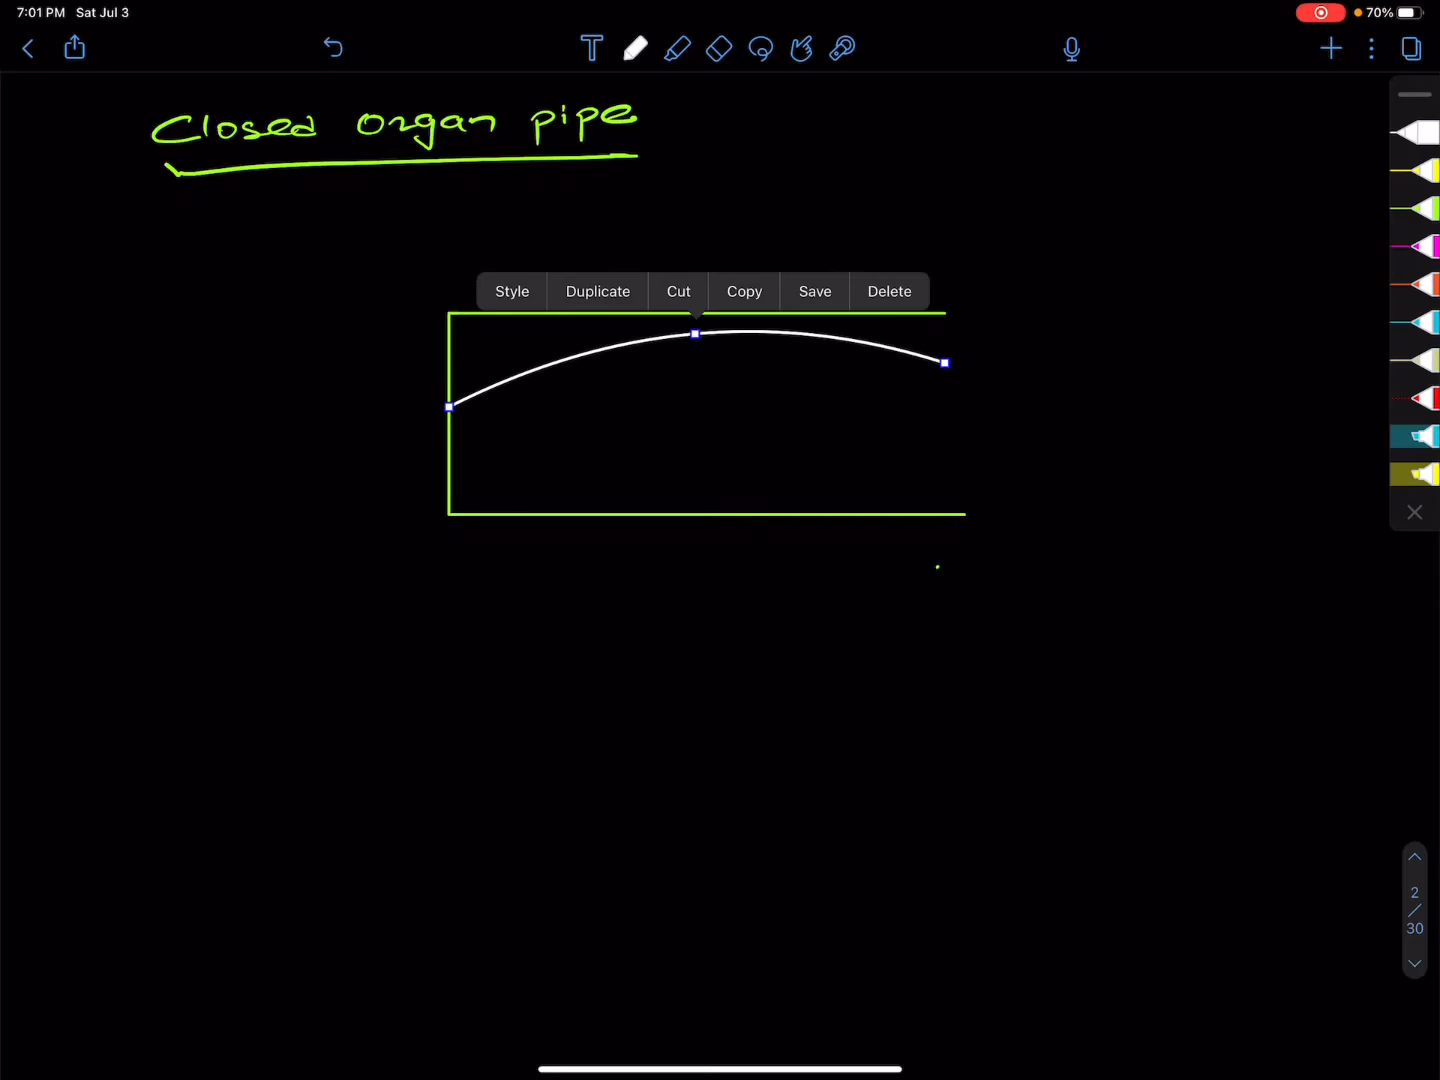 7:01 PM Sat Jul 3
70%
Closed organ pipe
Style Duplicate Cut Copy Save Delete
2
/
30